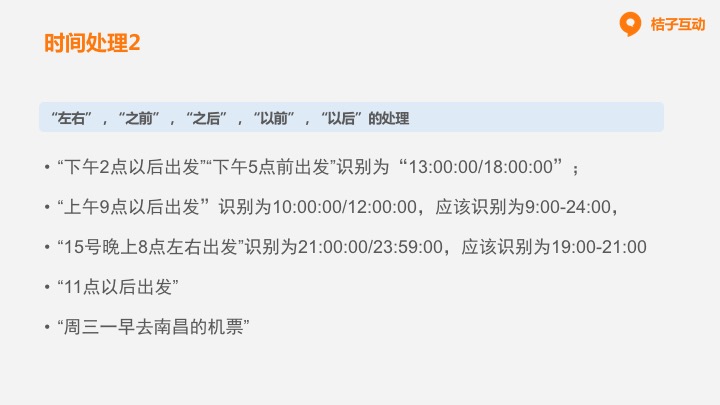 桔子互动
时间处理2
“左右”，“之前”，“之后”，“以前”，“以后”的处理
• “下午2点以后出发”“下午5点前出发”识别为“13:00:00/18:00:00”；
• “上午9点以后出发”识别为10:00:00/12:00:00，应该识别为9:00-24:00，
• “15号晚上8点左右出发”识别为21:00:00/23:59:00，应该识别为19:00-21:00
• “11点以后出发”
• “周三一早去南昌的机票”